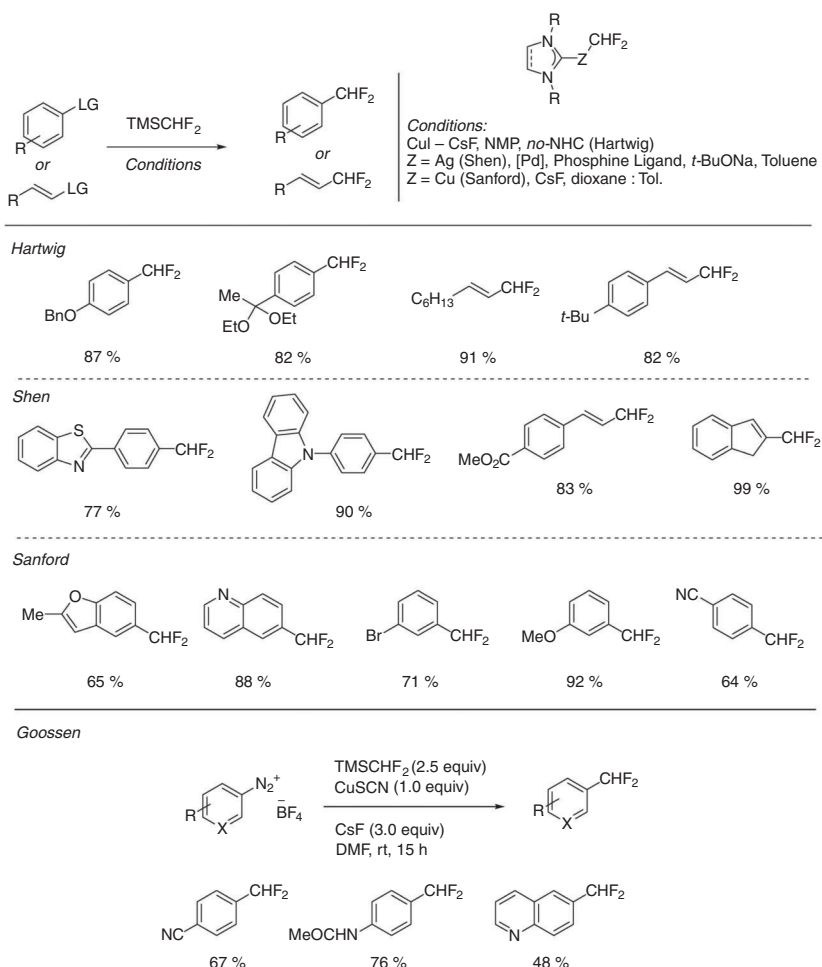 LG
R
or
R
LG
TMSCHF2
Conditions
CHF2
R
or
R
CHF2
R
N
N
R
Z
CHF2
Conditions:
CuI – CsF, NMP, no-NHC (Hartwig)
Z = Ag (Shen), [Pd], Phosphine Ligand, t-BuONa, Toluene
Z = Cu (Sanford), CsF, dioxane : Tol.
Hartwig
CHF2
BnO
87 %
CHF2
Me
EtO
OEt
82 %
C6H13
CHF2
91 %
CHF2
t-Bu
82 %
Shen
S
N
CHF2
77 %
N
CHF2
90 %
CHF2
MeO2C
83 %
CHF2
99 %
Sanford
O
Me
CHF2
65 %
N
CHF2
88 %
Br
CHF2
71 %
MeO
CHF2
92 %
NC
CHF2
64 %
Goossen
N2+
R
X
BF4−
TMSCHF2 (2.5 equiv)
CuSCN (1.0 equiv)
CsF (3.0 equiv)
DMF, rt, 15 h
CHF2
R
X
CHF2
NC
67 %
CHF2
MeOCHN
76 %
CHF2
N
48 %